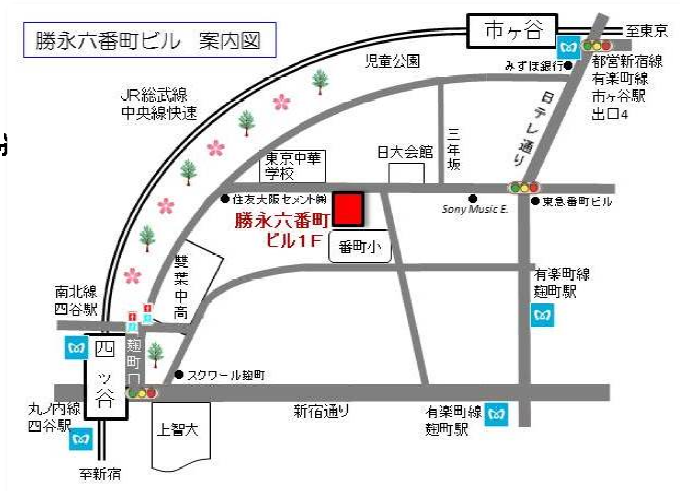 勝永六番町ビル 案内図
市ヶ谷
至東京
児童公園
みずほ銀行
都営新宿線
有楽町線
市ヶ谷駅
出口4
JR総武線
中央線快速
日テレ通り
三年坂
日大会館
東京中華
学校
住友大阪セメント㈱
Sony Music E.
東急番町ビル
勝永六番町
ビル1F
番町小
雙葉中高
有楽町線
麹町駅
南北線
四谷駅
麹町口
四ッ谷
スクワール麹町
丸ノ内線
四谷駅
上智大
新宿通り
有楽町線
麹町駅
至新宿